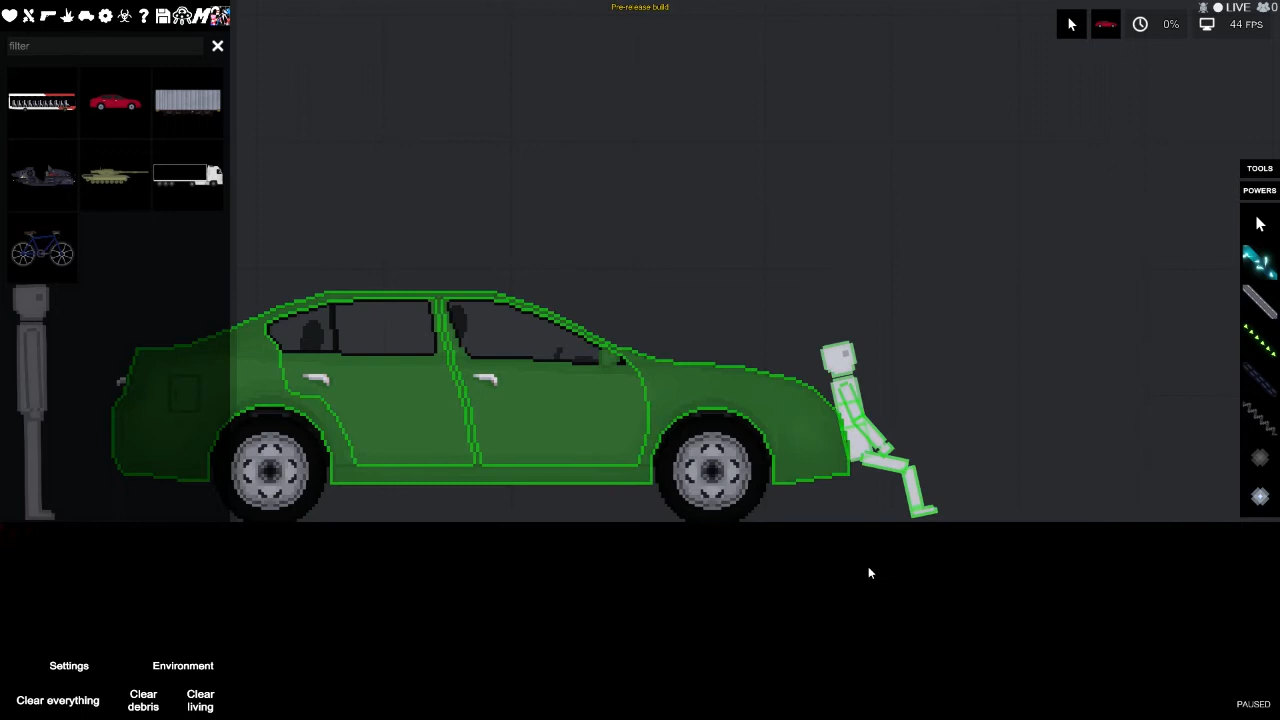 Pre-release build
LIVE
0
0%
44 FPS
filter
TOOLS
POWERS
Settings
Environment
Clear everything
Clear debris
Clear living
PAUSED